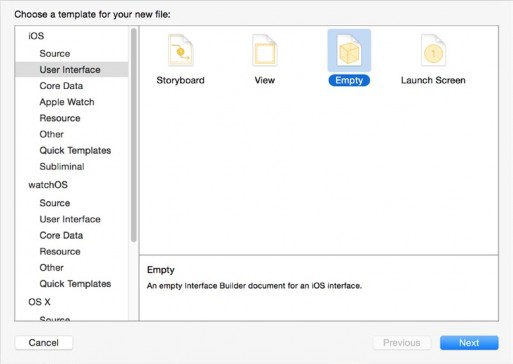 Choose a template for your new file:
iOS
Source
User Interface
Core Data
Apple Watch
Resource
Other
Quick Templates
Subliminal
watchOS
Source
User Interface
Core Data
Resource
Other
Quick Templates
OS X
Source
Storyboard
View
Empty
Launch Screen
1
Empty
An empty Interface Builder document for an iOS interface.
Cancel
Previous
Next